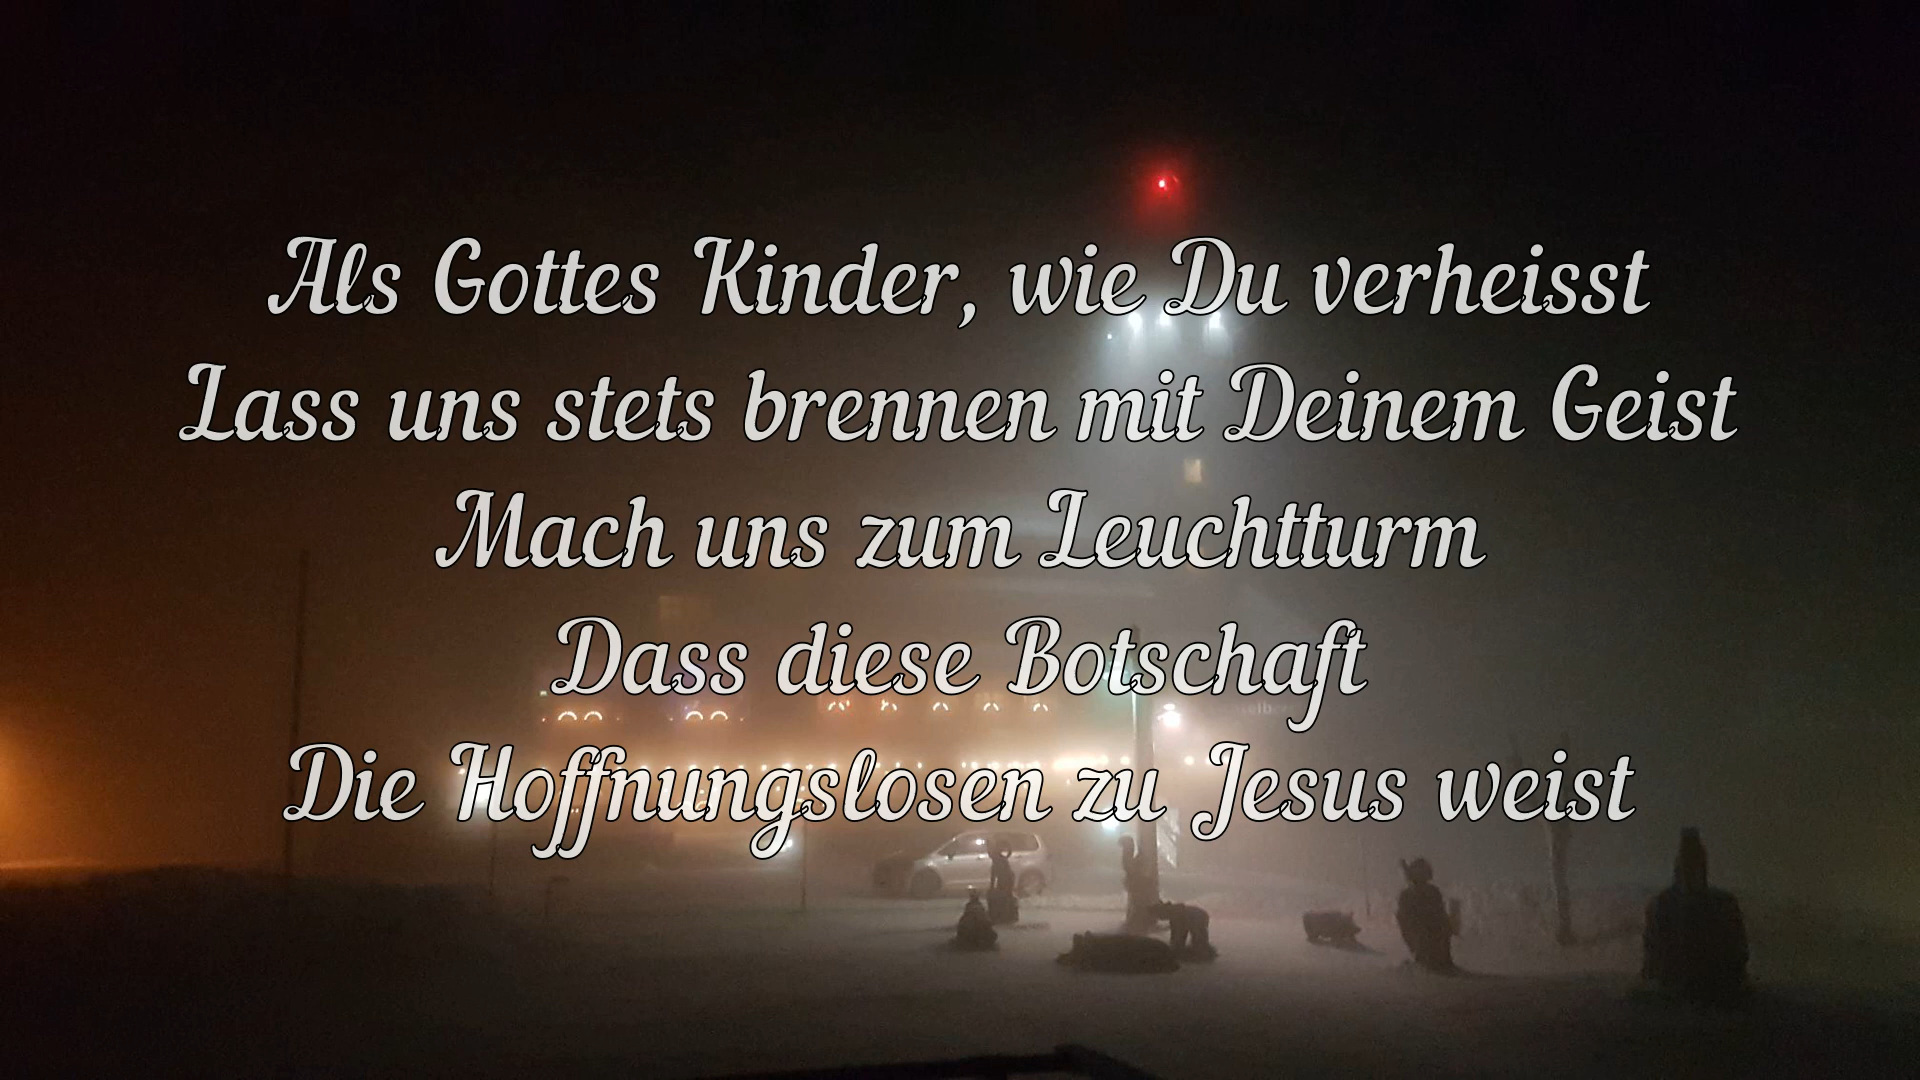 Als Gottes Kinder, wie Du verheisst
Lass uns stets brennen mit Deinem Geist
Mach uns zum Leuchtturm
Dass diese Botschaft
Die Hoffnungslosen zu Jesus weist